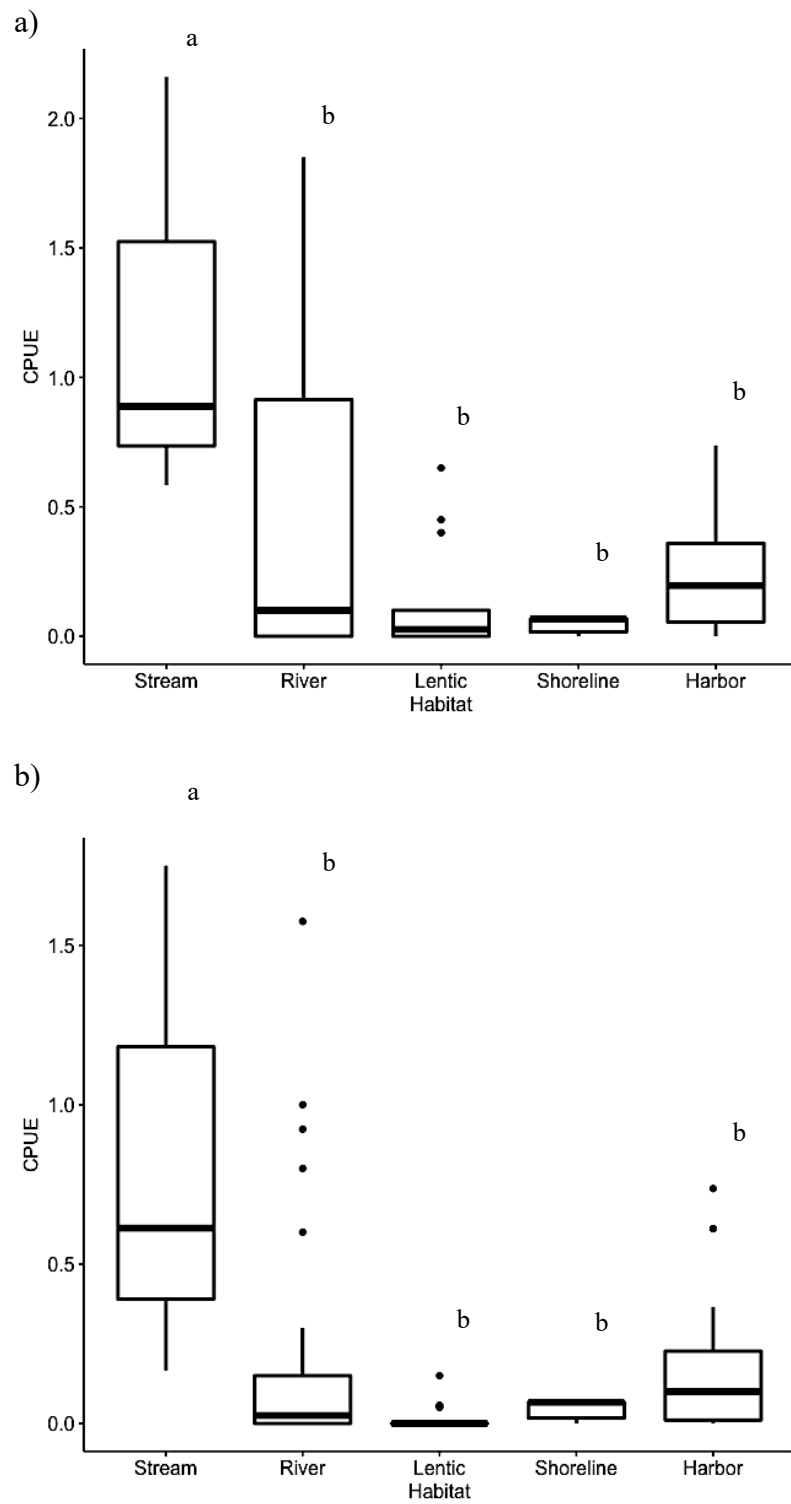 a)
a
b
b
b
b
2.0
1.5
1.0
0.5
0.0
CPUE
Stream River Lentic Shoreline Harbor
Habitat
b)
a
b
b
b
b
1.5
1.0
0.5
0.0
CPUE
Stream River Lentic Shoreline Harbor
Habitat